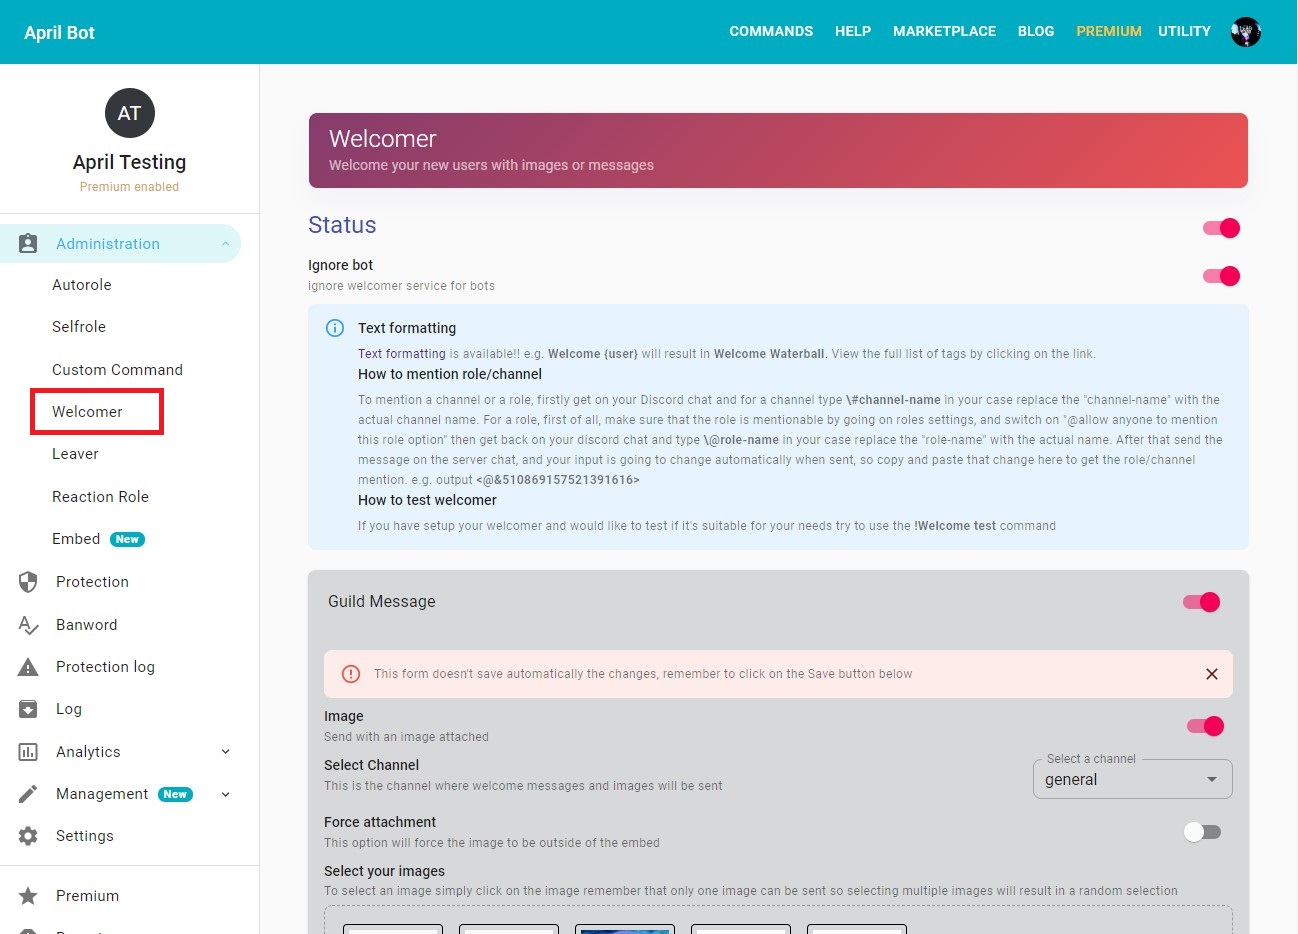 April Bot
COMMANDS HELP MARKETPLACE BLOG PREMIUM UTILITY
AT
April Testing
Premium enabled
Administration
Autorole
Selfrole
Custom Command
Welcomer
Leaver
Reaction Role
Embed New
Protection
Banword
Protection log
Log
Analytics
Management New
Settings
Premium
Welcomer
Welcome your new users with images or messages
Status
Ignore bot
ignore welcomer service for bots
Text formatting
Text formatting is available!! e.g. Welcome {user} will result in Welcome Waterball. View the full list of tags by clicking on the link.
How to mention role/channel
To mention a channel or a role, firstly get on your Discord chat and for a channel type \#channel-name in your case replace the "channel-name" with the
actual channel name. For a role, first of all, make sure that the role is mentionable by going on roles settings, and switch on "@allow anyone to mention
this role option" then get back on your discord chat and type \@role-name in your case replace the "role-name" with the actual name. After that send the
message on the server chat, and your input is going to change automatically when sent, so copy and paste that change here to get the role/channel
mention. e.g. output <@&510869157521391616>
How to test welcomer
If you have setup your welcomer and would like to test if it's suitable for your needs try to use the !Welcome test command
Guild Message
This form doesn't save automatically the changes, remember to click on the Save button below
Image
Send with an image attached
Select Channel
This is the channel where welcome messages and images will be sent
Select a channel
general
Force attachment
This option will force the image to be outside of the embed
Select your images
To select an image simply click on the image remember that only one image can be sent so selecting multiple images will result in a random selection